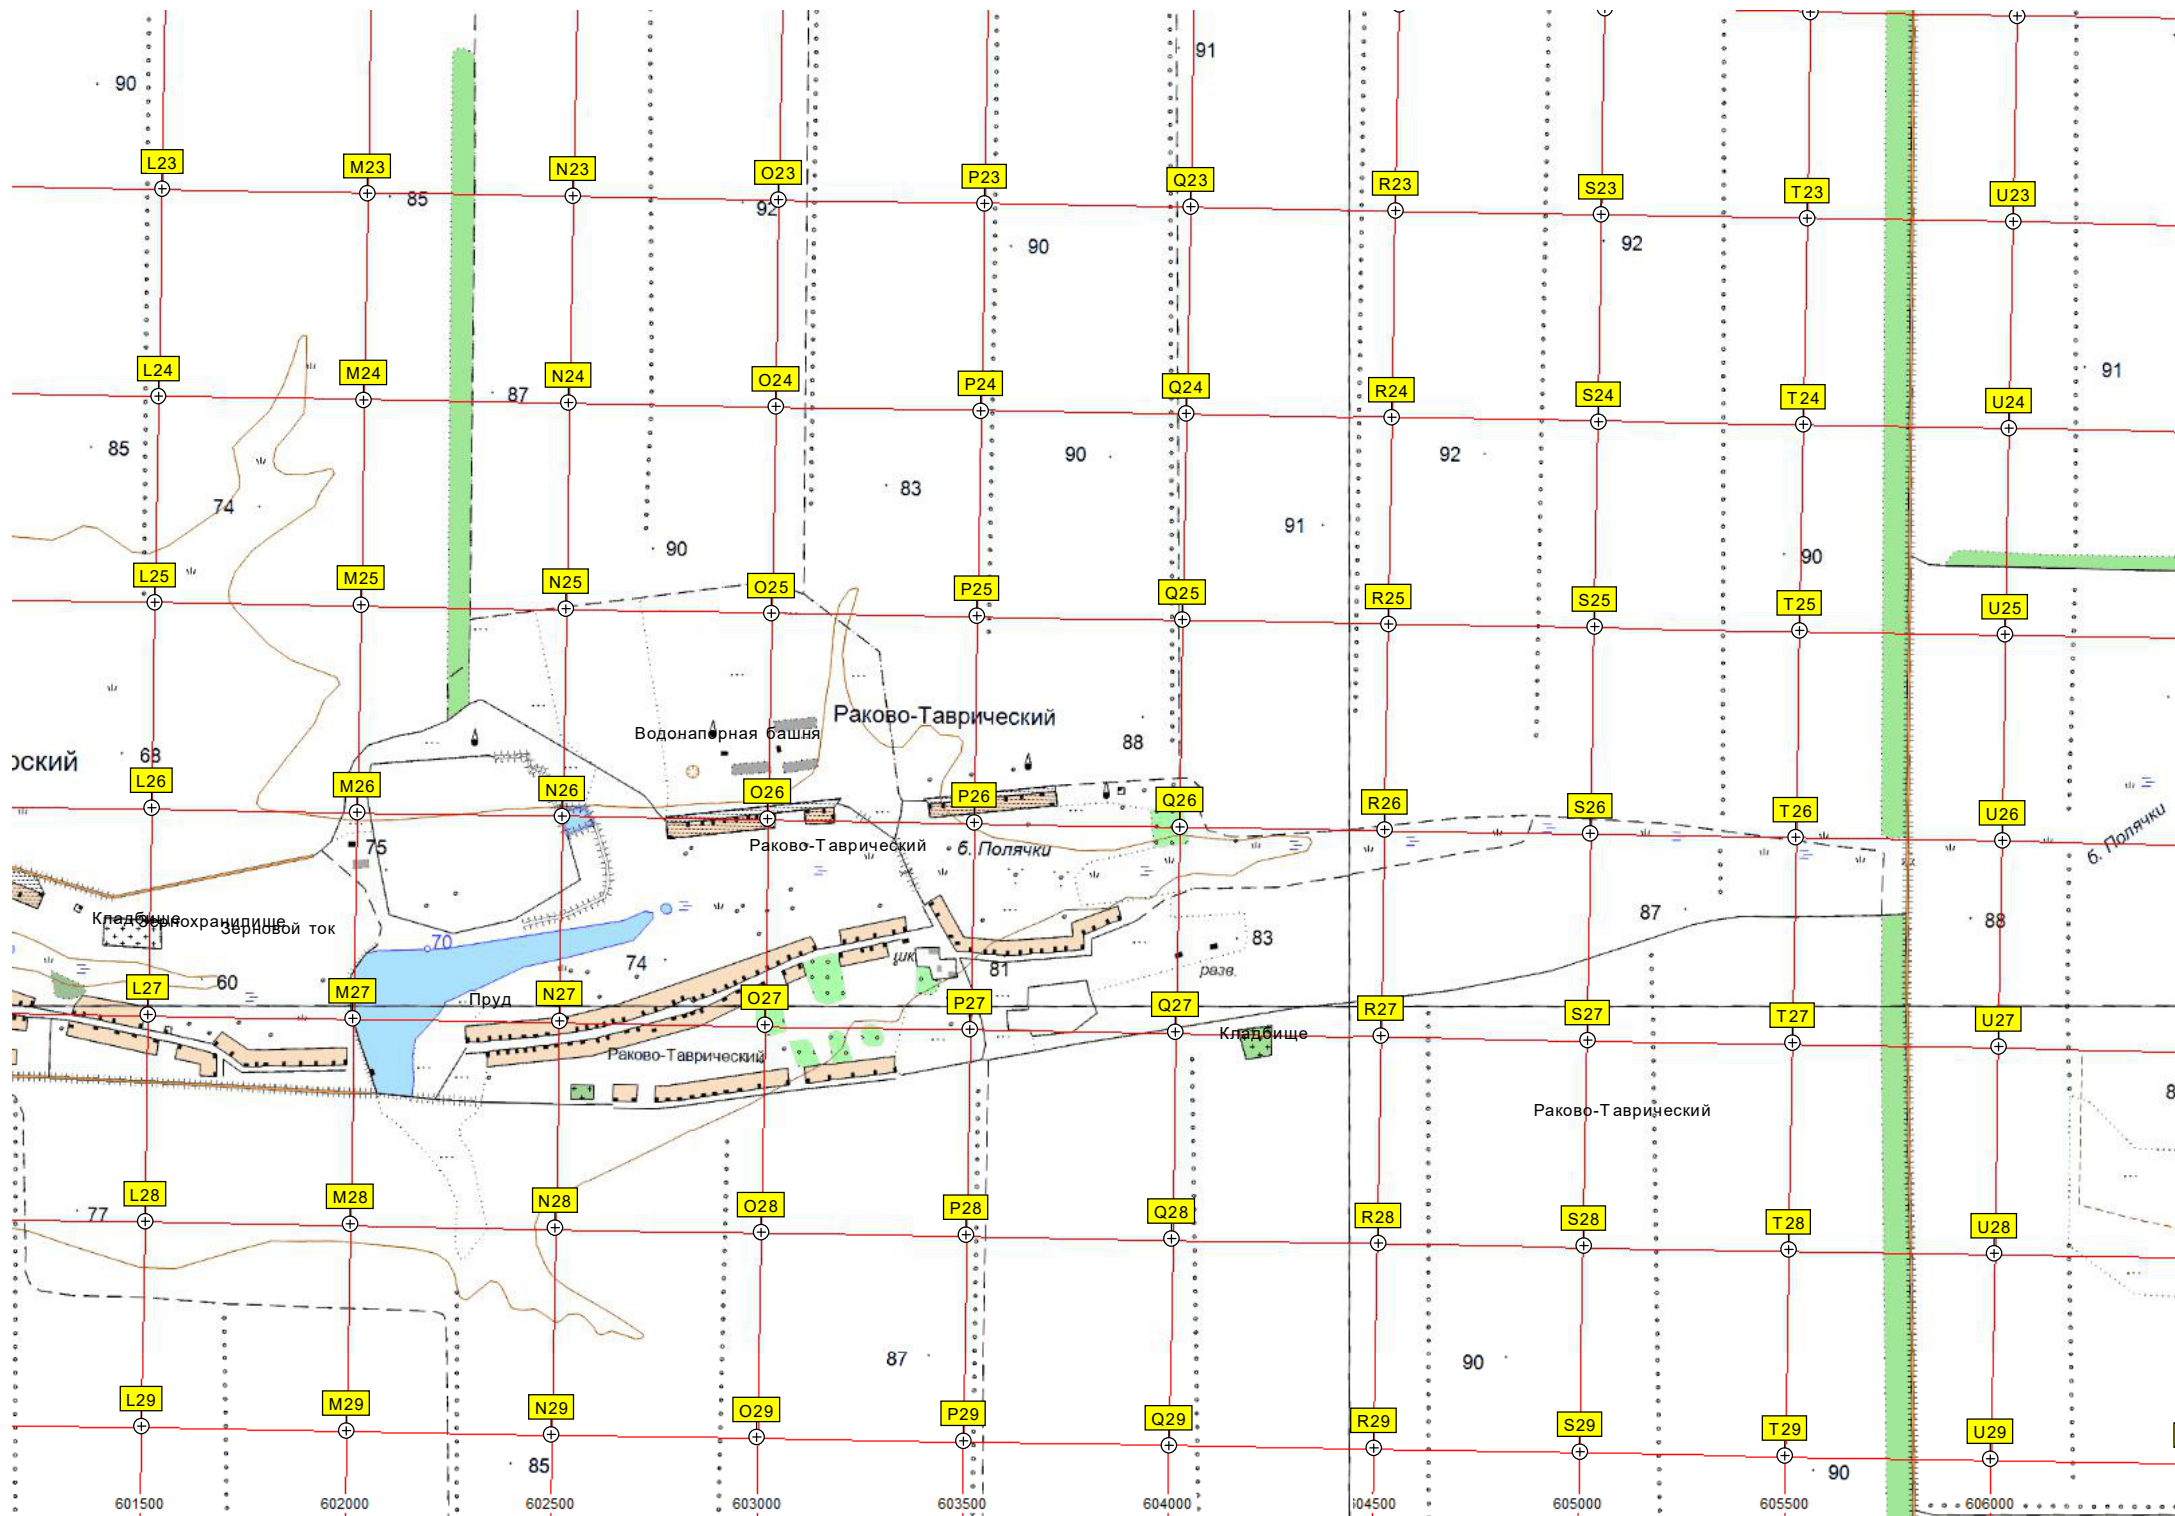 91
90
L23
M23
N23
O23
P23
Q23
R23
S23
T23
U23
85
92
90
92
L24
M24
N24
O24
P24
Q24
R24
S24
T24
U24
91
87
85
90
92
74
83
91
90
90
L25
M25
N25
O25
P25
Q25
R25
S25
T25
U25
Раково-Таврический
Водонапорная башня
88
68
ский
L26
M26
N26
O26
P26
Q26
R26
S26
T26
U26
75
Раково-Таврический
б. Полячки
б. Полячки
Кладбище
Зернохранилище
Зерновой ток
87
88
70
83
74
шк.
81
разв.
60
L27
M27
Пруд
N27
O27
P27
Q27
R27
S27
T27
U27
Кладбище
Раково-Таврический
8
Раково-Таврический
77
L28
M28
N28
O28
P28
Q28
R28
S28
T28
U28
87
90
L29
M29
N29
O29
P29
Q29
R29
S29
T29
U29
85
90
601500
602000
602500
603000
603500
604000
604500
605000
605500
606000